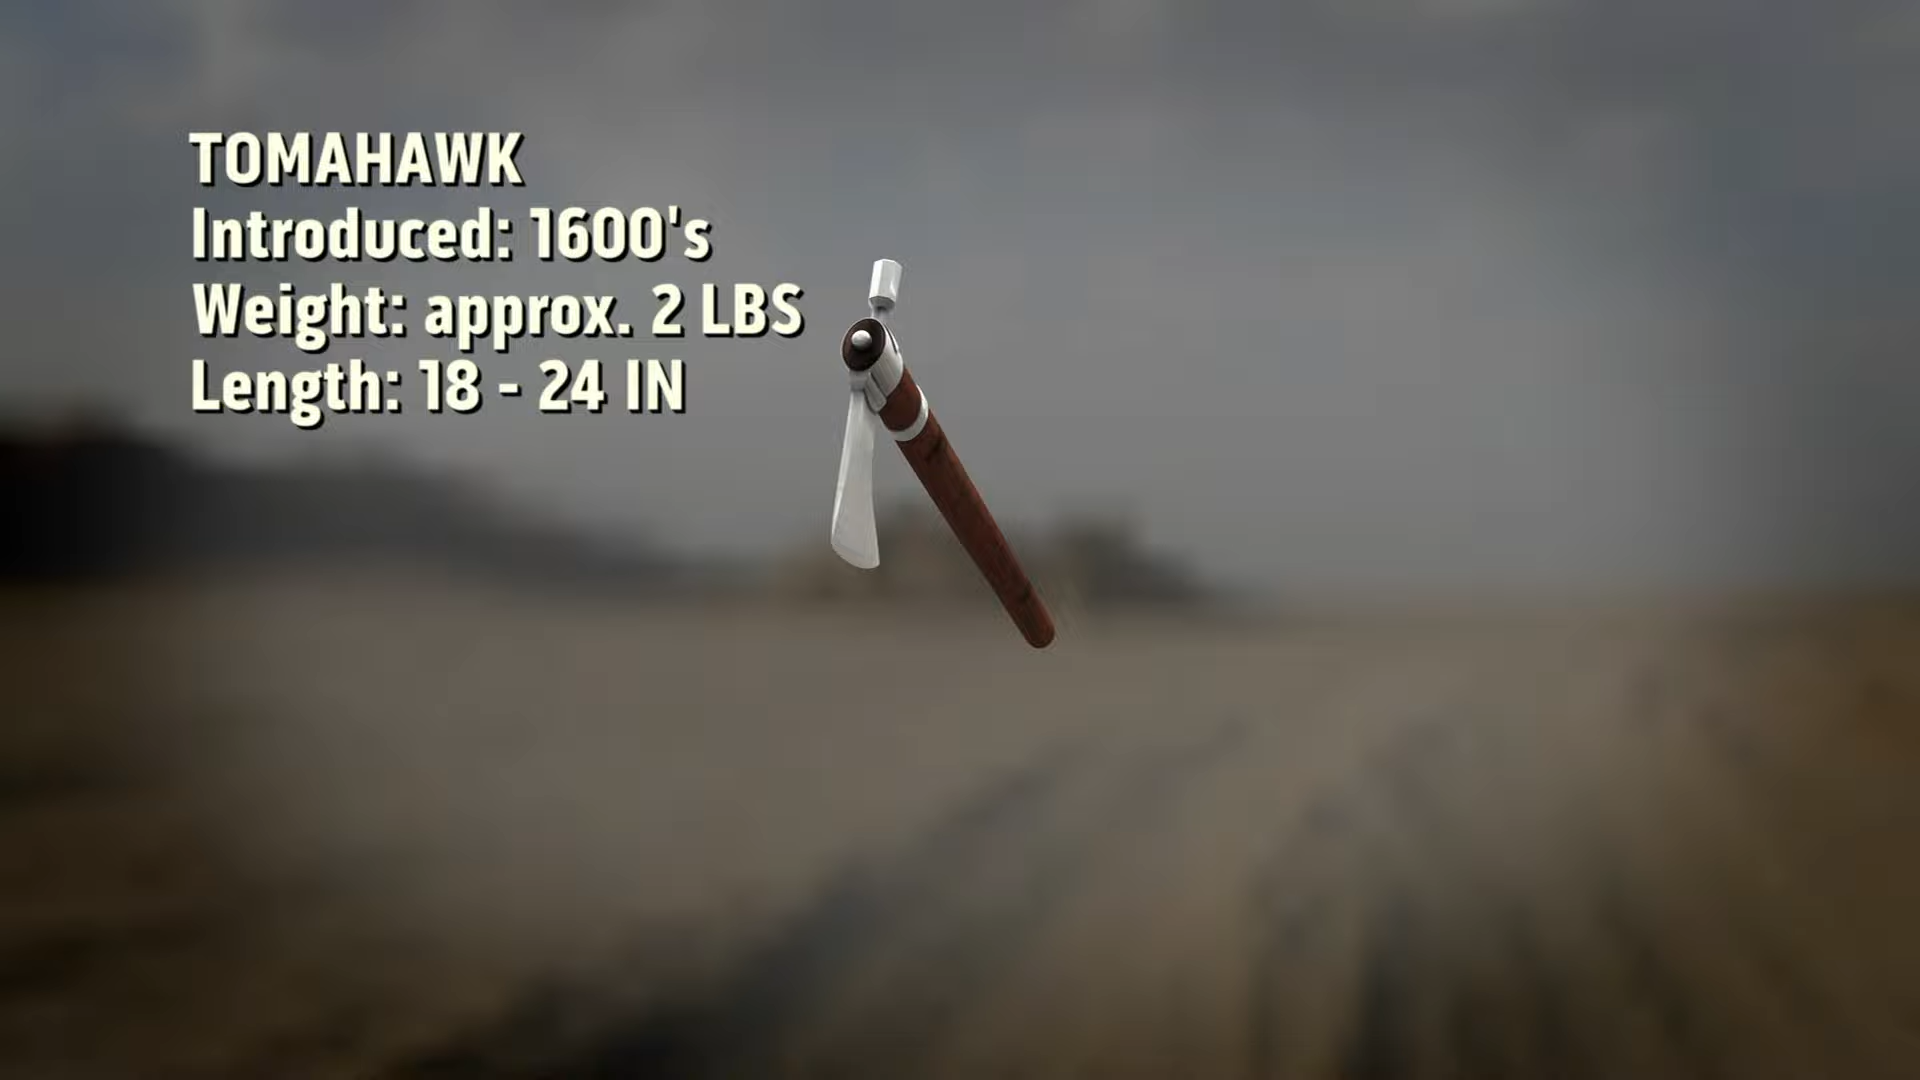 TOMAHAWK
Introduced: 1600's
Weight: approx. 2 LBS
Length: 18 - 24 IN